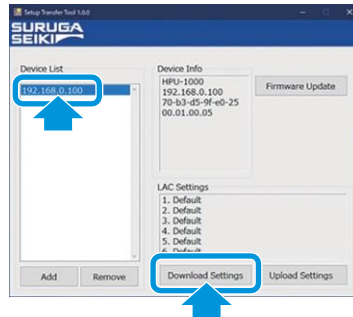 Setup Transfer Tool 1.0.0
SURUGA
SEIKI
Device List
192.168.0.100
Add
Remove
Device Info
HPU-1000
192.168.0.100
70-b3-d5-9f-e0-25
00.01.00.05
Firmware Update
LAC Settings
1. Default
2. Default
3. Default
4. Default
5. Default
6. Default
Download Settings
Upload Settings